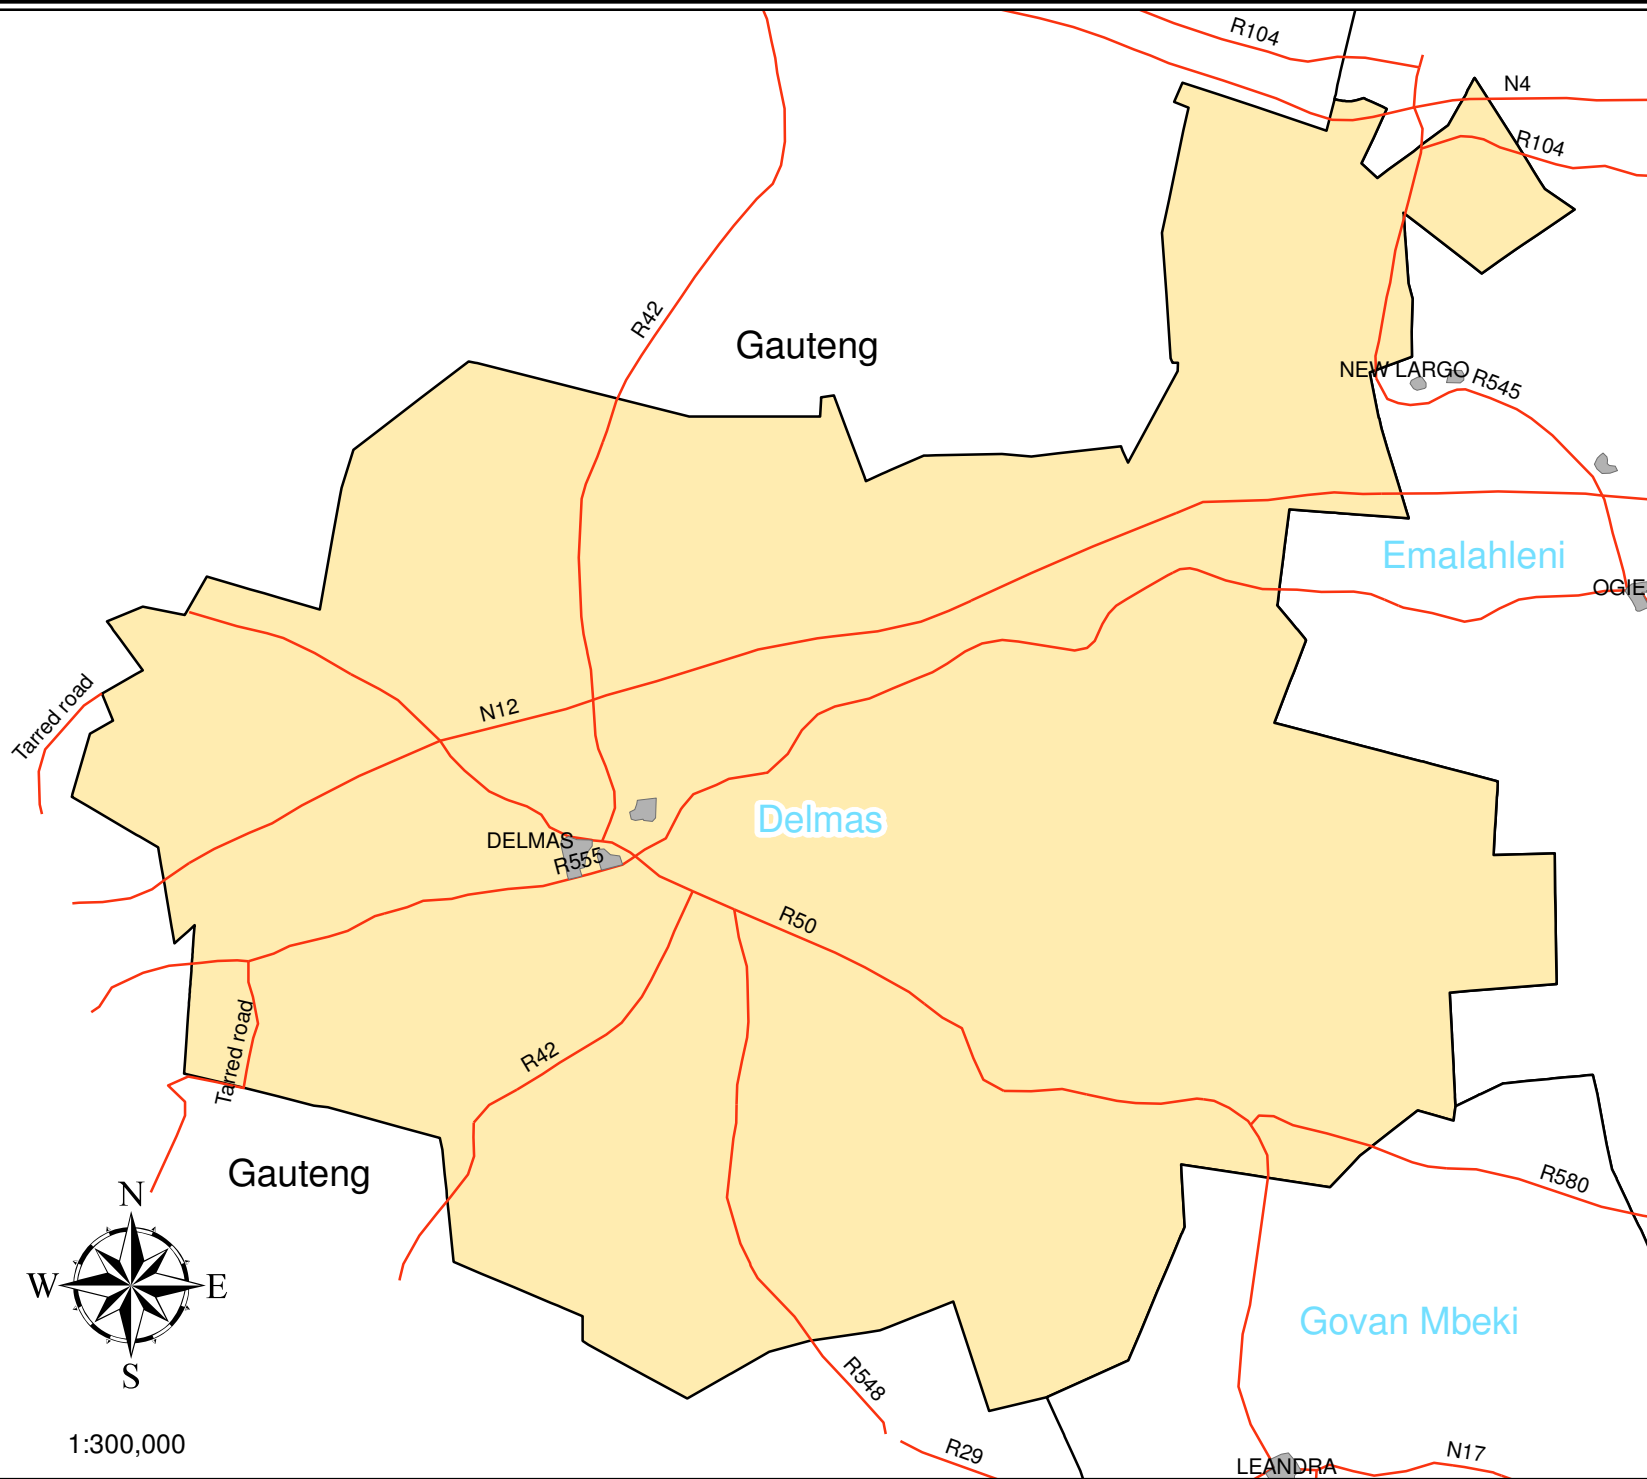 R104
N4
R104
R42
Gauteng
NEW LARGO
R545
Emalahleni
OGIE
Tarred road
N12
Delmas
DELMAS
R555
R50
Tarred road
R42
Gauteng
R580
N
W
E
S
Govan Mbeki
R548
1:300,000
R29
N17
LEANDRA